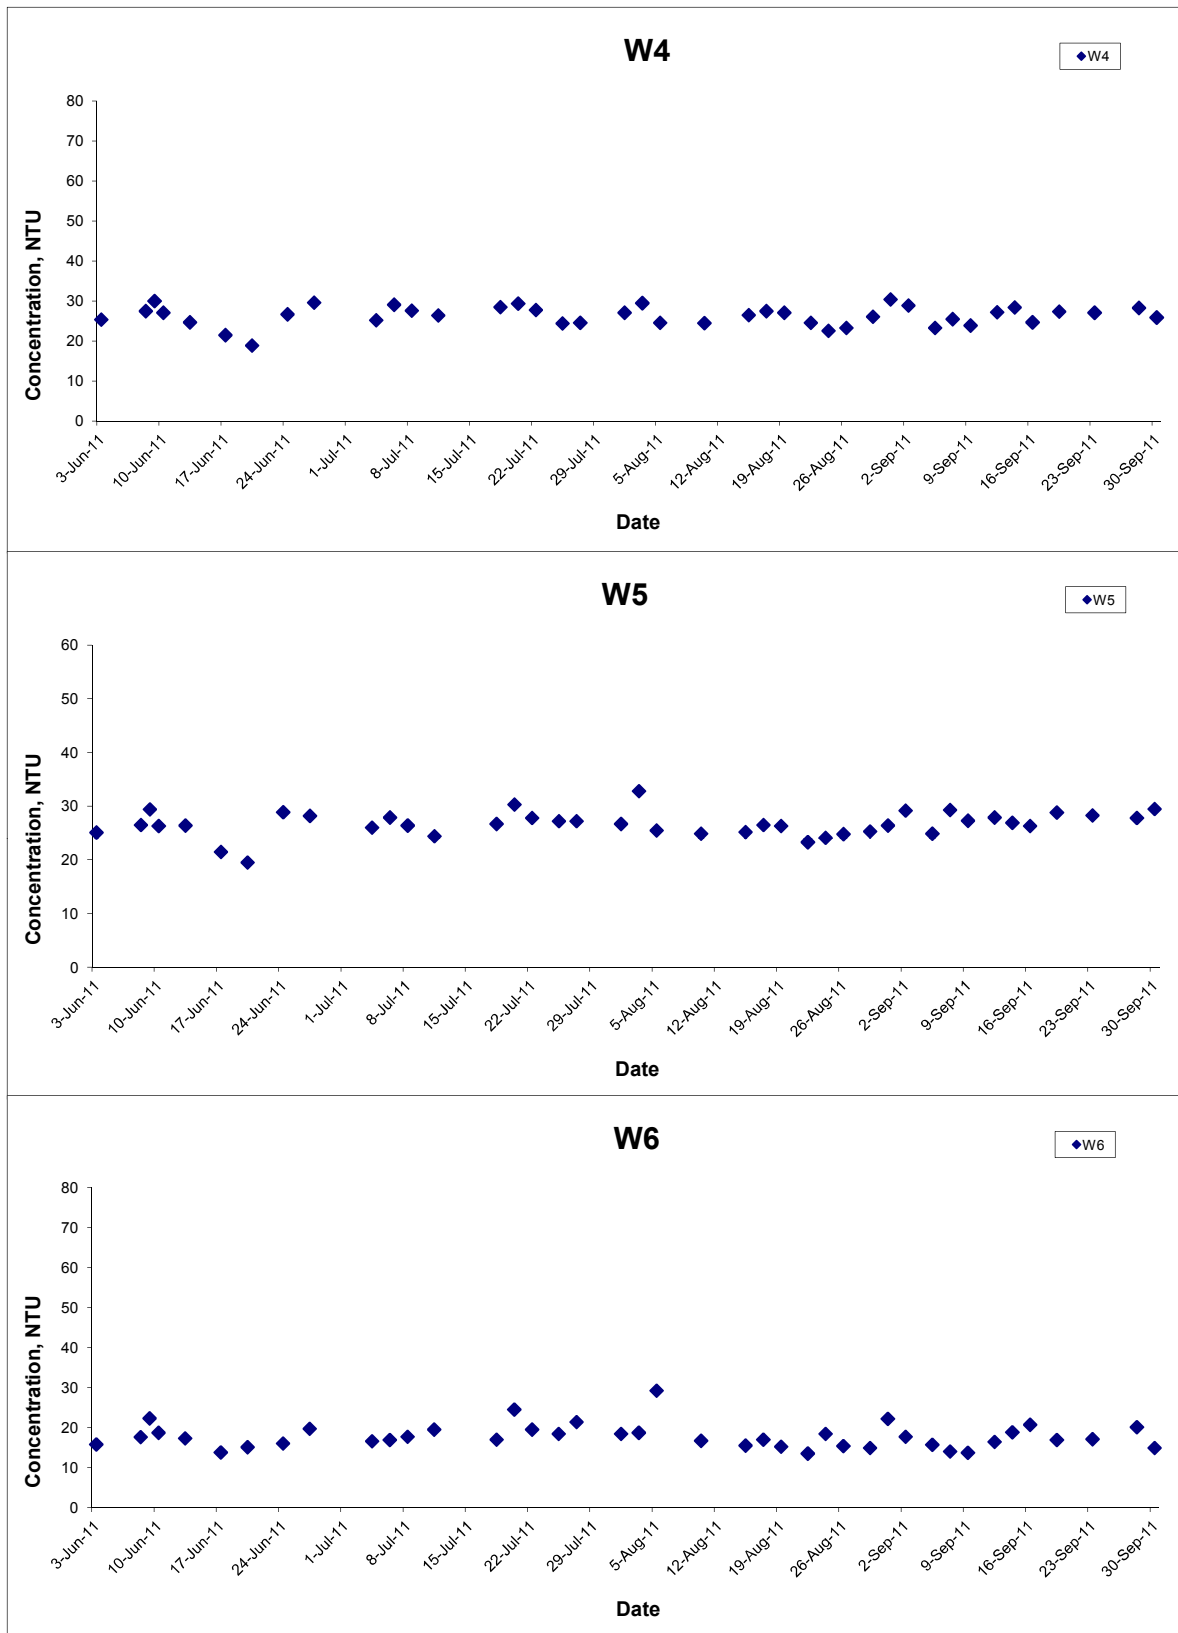 W4
W4
80
70
60
50
40
30
20
10
0
Concentration, NTU
3-Jun-11 10-Jun-11 17-Jun-11 24-Jun-11 1-Jul-11 8-Jul-11 15-Jul-11 22-Jul-11 29-Jul-11 5-Aug-11 12-Aug-11 19-Aug-11 26-Aug-11 2-Sep-11 9-Sep-11 16-Sep-11 23-Sep-11 30-Sep-11
Date
W5
W5
60
50
40
30
20
10
0
Concentration, NTU
3-Jun-11 10-Jun-11 17-Jun-11 24-Jun-11 1-Jul-11 8-Jul-11 15-Jul-11 22-Jul-11 29-Jul-11 5-Aug-11 12-Aug-11 19-Aug-11 26-Aug-11 2-Sep-11 9-Sep-11 16-Sep-11 23-Sep-11 30-Sep-11
Date
W6
W6
80
70
60
50
40
30
20
10
0
Concentration, NTU
3-Jun-11 10-Jun-11 17-Jun-11 24-Jun-11 1-Jul-11 8-Jul-11 15-Jul-11 22-Jul-11 29-Jul-11 5-Aug-11 12-Aug-11 19-Aug-11 26-Aug-11 2-Sep-11 9-Sep-11 16-Sep-11 23-Sep-11 30-Sep-11
Date